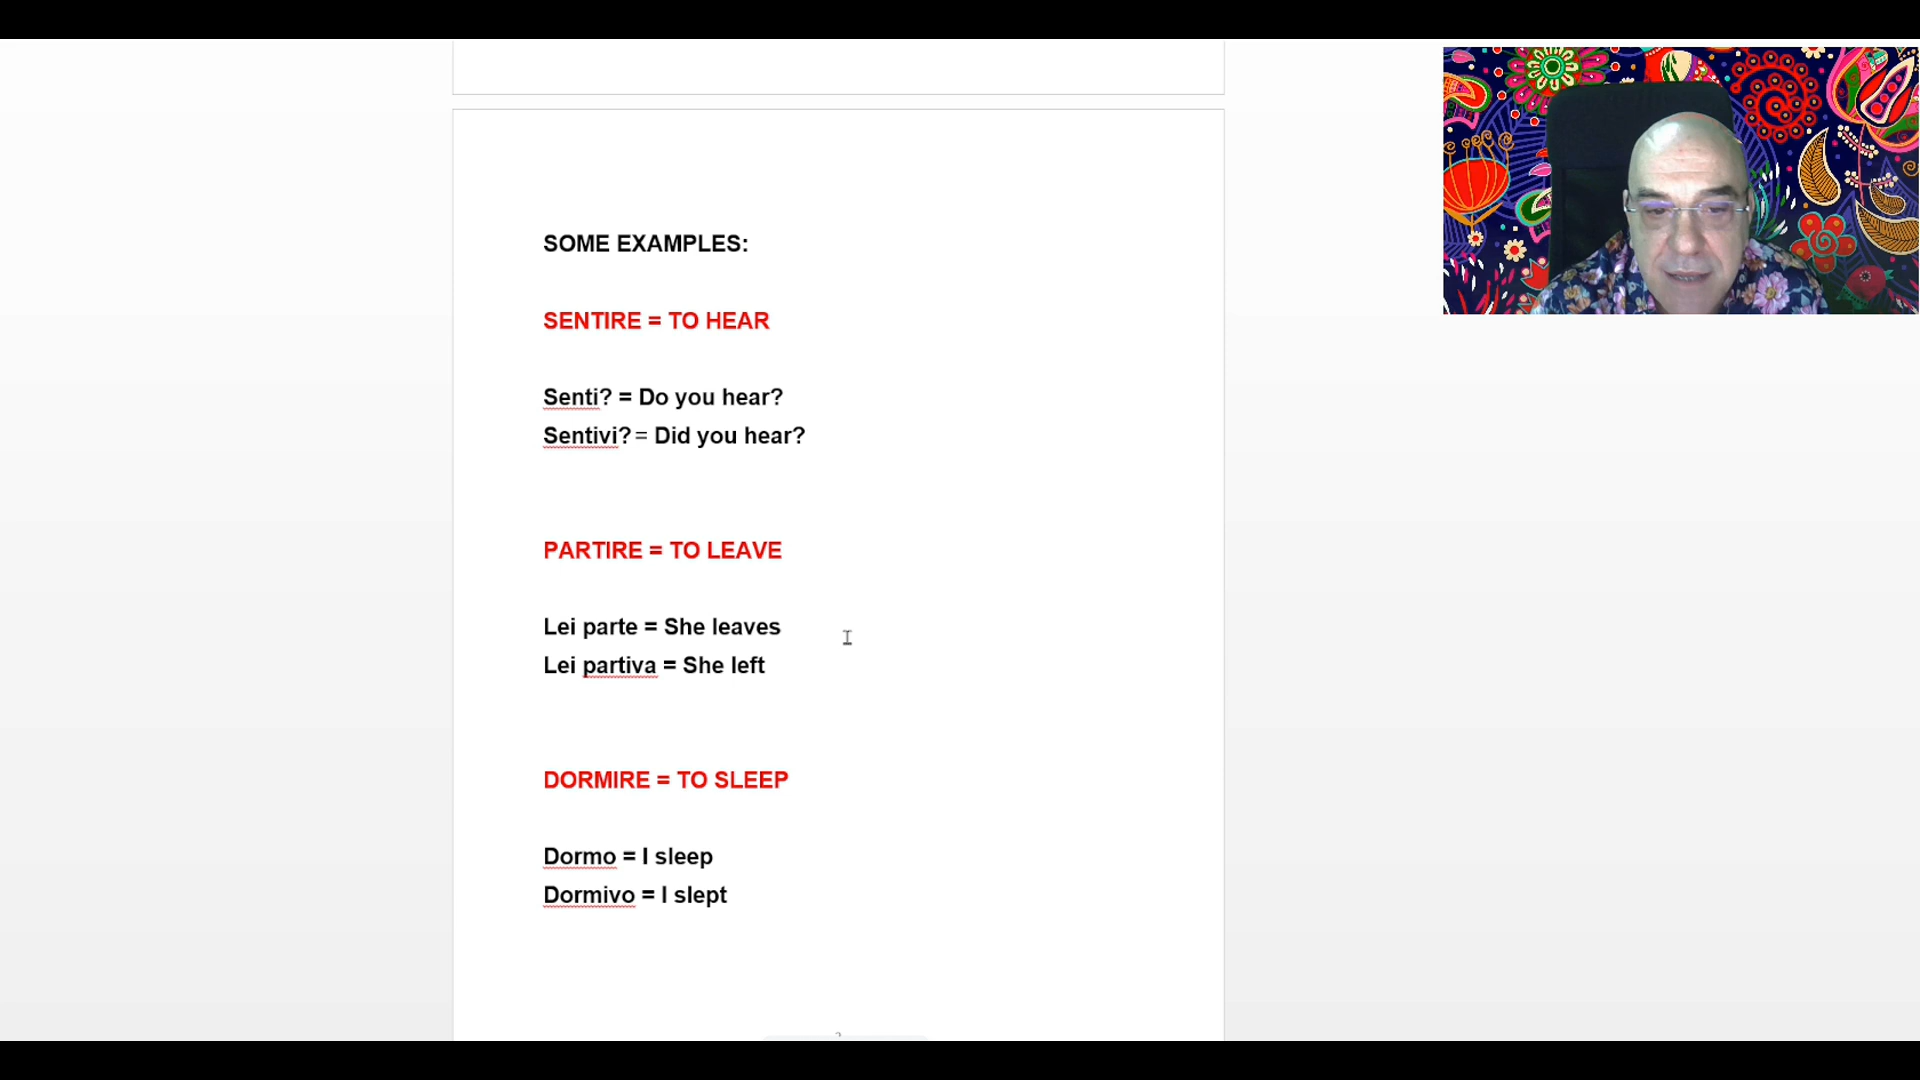 SOME EXAMPLES:
SENTIRE = TO HEAR
Senti? = Do you hear?
Sentivi? = Did you hear?
PARTIRE = TO LEAVE
Lei parte = She leaves
Lei partiva = She left
DORMIRE = TO SLEEP
Dormo = I sleep
Dormivo = I slept